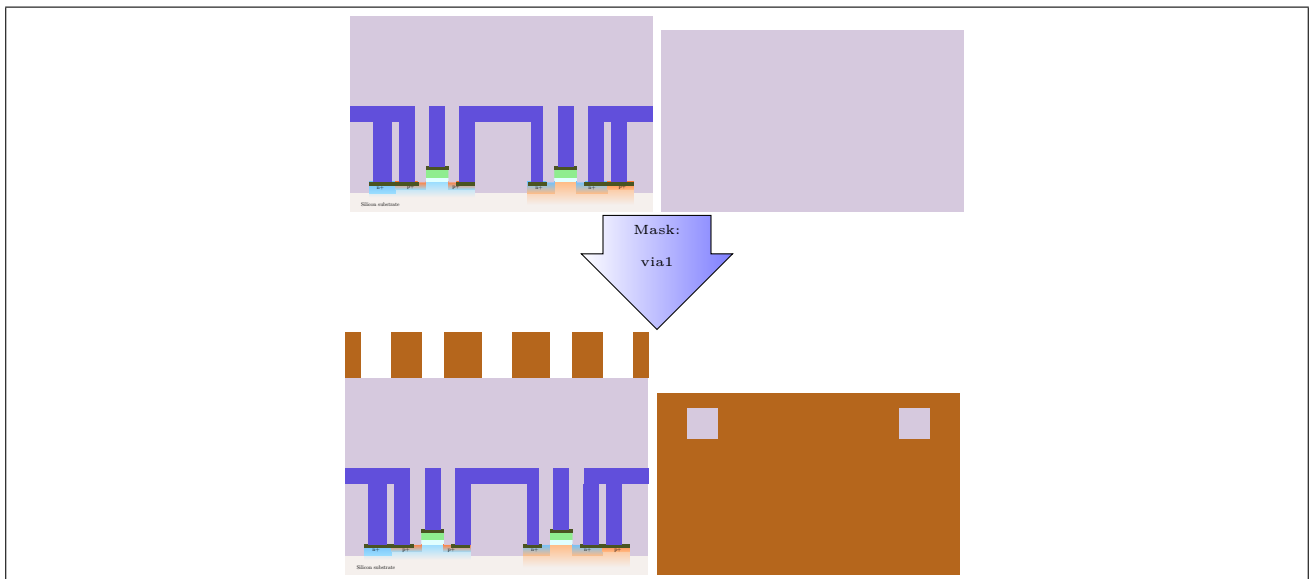 n+ p+ p+ n+ n+ p+
Silicon substrate
Mask:
via1
n+ p+ p+ n+ n+ p+
Silicon substrate